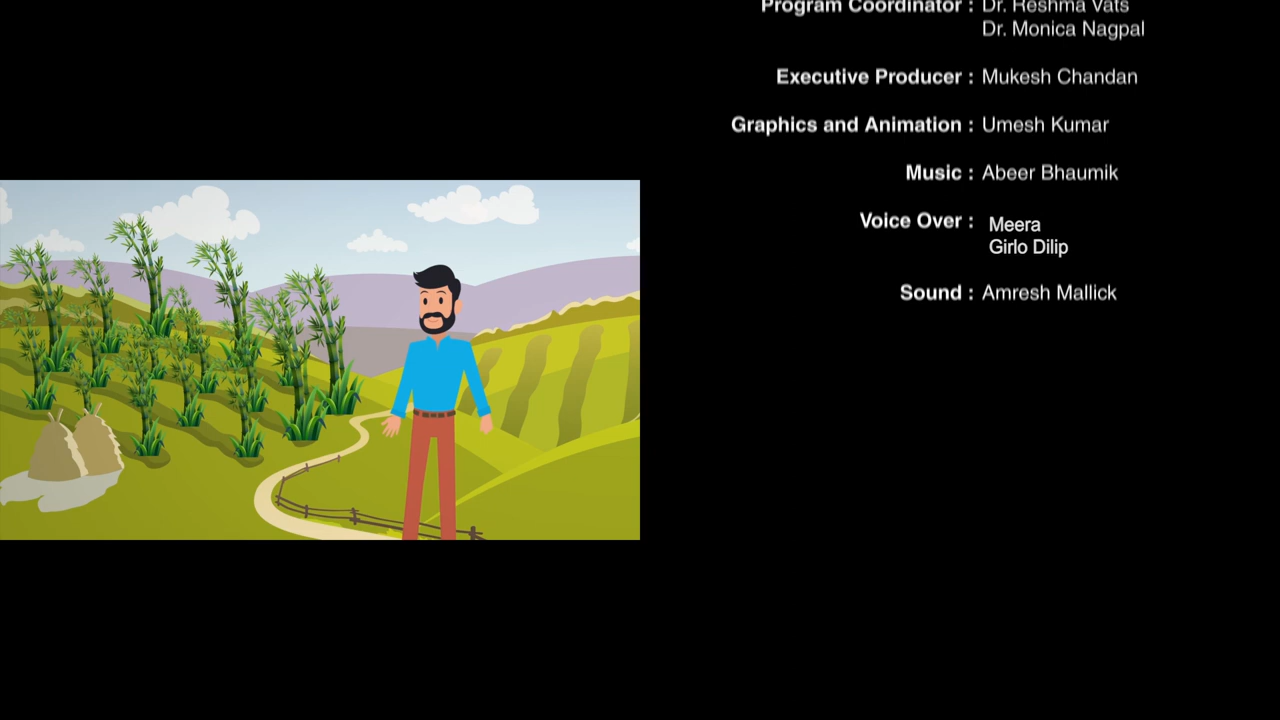 Program Coordinator : Dr. Reshma Vats
Dr. Monica Nagpal
Executive Producer : Mukesh Chandan
Graphics and Animation : Umesh Kumar
Music : Abeer Bhaumik
Voice Over : Meera
Girlo Dilip
Sound : Amresh Mallick